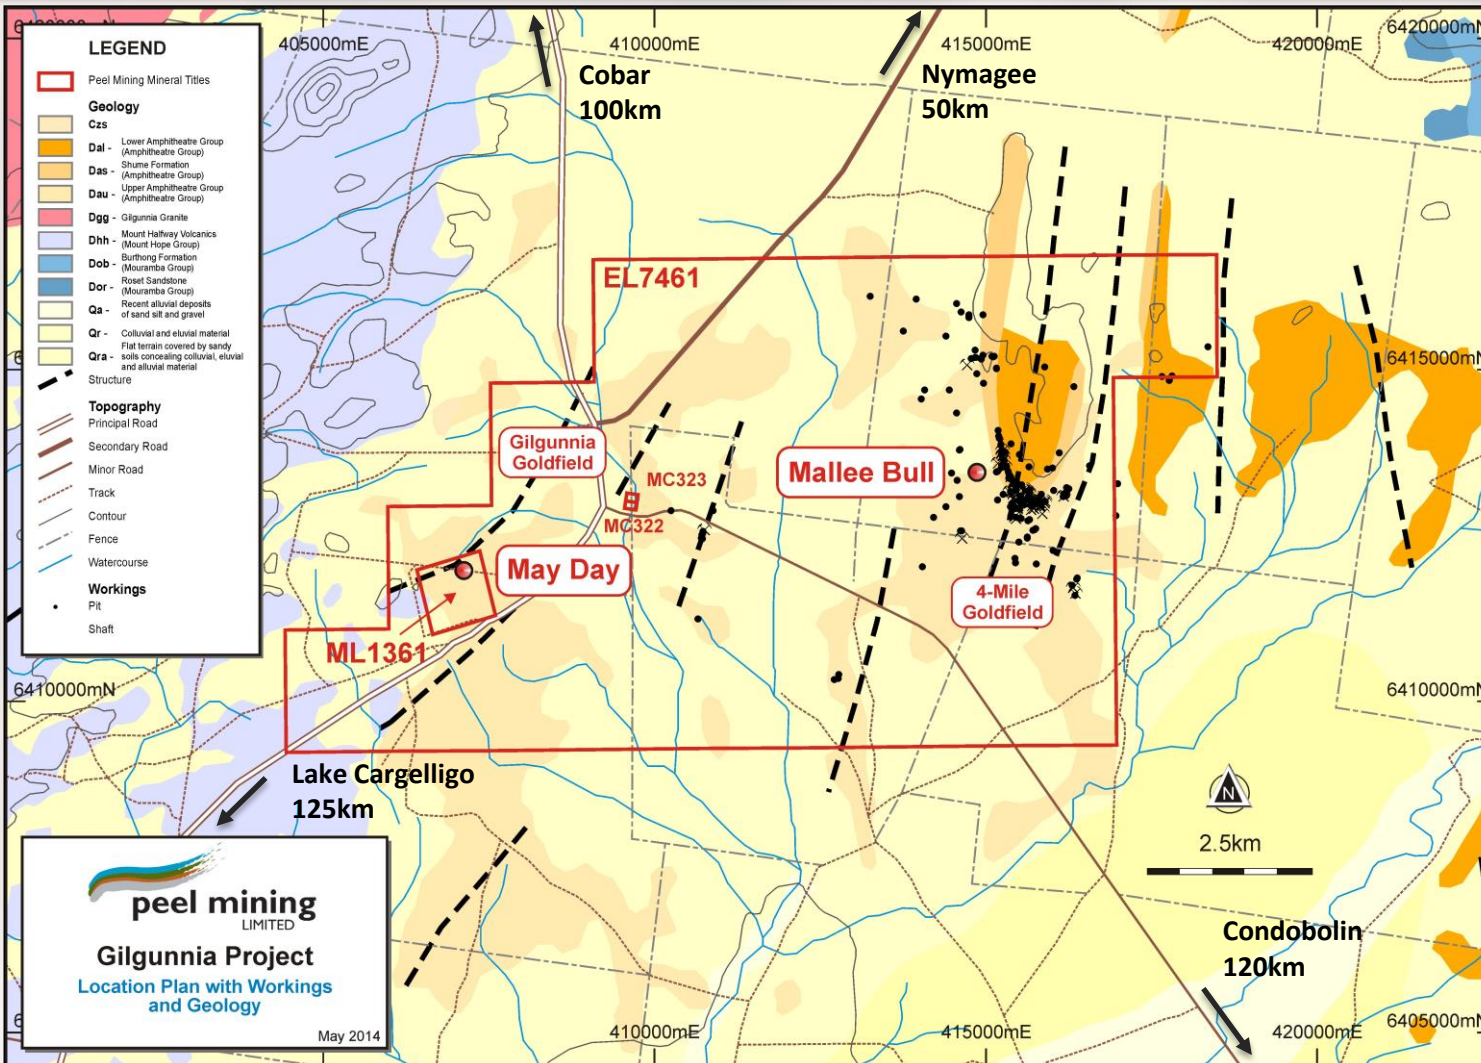 405000mE
410000mE
415000mE
420000mE
6420000mN
LEGEND
Peel Mining Mineral Titles
Geology
Czs
Dal - Lower Amphitheatre Group
(Amphitheatre Group)
Das - Shume Formation
(Amphitheatre Group)
Dau - Upper Amphitheatre Group
(Amphitheatre Group)
Dgg - Gilgunnia Granite
Dhh - Mount Halfway Volcanics
(Mount Hope Group)
Dob - Burthong Formation
(Mouramba Group)
Dor - Roset Sandstone
(Mouramba Group)
Qa - Recent alluvial deposits
of sand silt and gravel
Qr - Colluvial and eluvial material
Qra - Flat terrain covered by sandy
soils concealing colluvial, eluvial
and alluvial material
Structure
Topography
Principal Road
Secondary Road
Minor Road
Track
Contour
Fence
Watercourse
Workings
Pit
Shaft
Cobar
100km
Nymagee
50km
EL7461
6415000mN
Gilgunnia
Goldfield
MC323
MC322
Mallee Bull
May Day
4-Mile
Goldfield
ML1361
6410000mN
6410000mN
Lake Cargelligo
125km
N
2.5km
Condobolin
120km
peel mining
LIMITED
Gilgunnia Project
Location Plan with Workings
and Geology
May 2014
410000mE
415000mE
420000mE
6405000mN